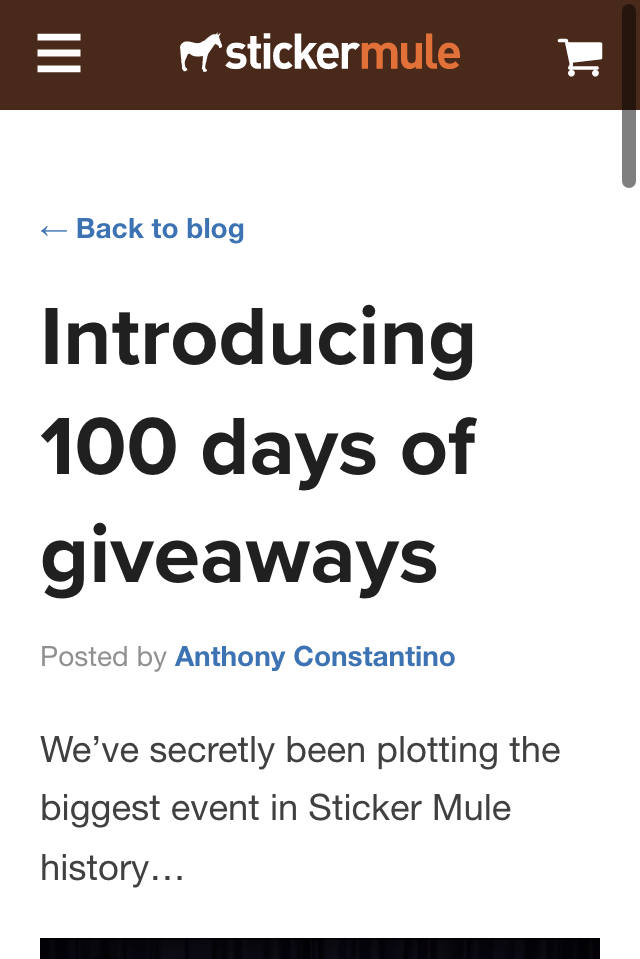 stickermule
← Back to blog
Introducing
100 days of
giveaways
Posted by Anthony Constantino
We’ve secretly been plotting the
biggest event in Sticker Mule
history…